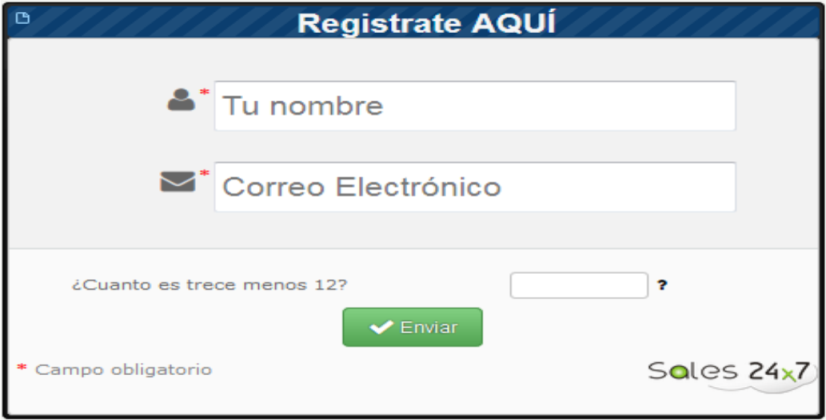 Registrate AQUÍ
* Tu nombre
* Correo Electrónico
¿Cuanto es trece menos 12? ?
Enviar
* Campo obligatorio
Sales 24x7